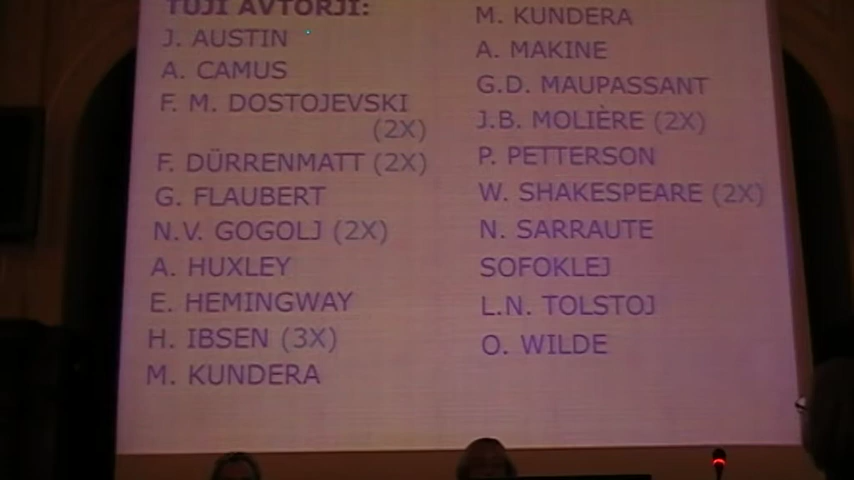 TUJI AVTORJI:
J. AUSTIN
A. CAMUS
F. M. DOSTOJEVSKI
(2X)
F. DÜRRENMATT (2X)
G. FLAUBERT
N.V. GOGOLJ (2X)
A. HUXLEY
E. HEMINGWAY
H. IBSEN (3X)
M. KUNDERA
M. KUNDERA
A. MAKINE
G.D. MAUPASSANT
J.B. MOLIÈRE (2X)
P. PETTERSON
W. SHAKESPEARE (2X)
N. SARRAUTE
SOFOKLEJ
L.N. TOLSTOJ
O. WILDE